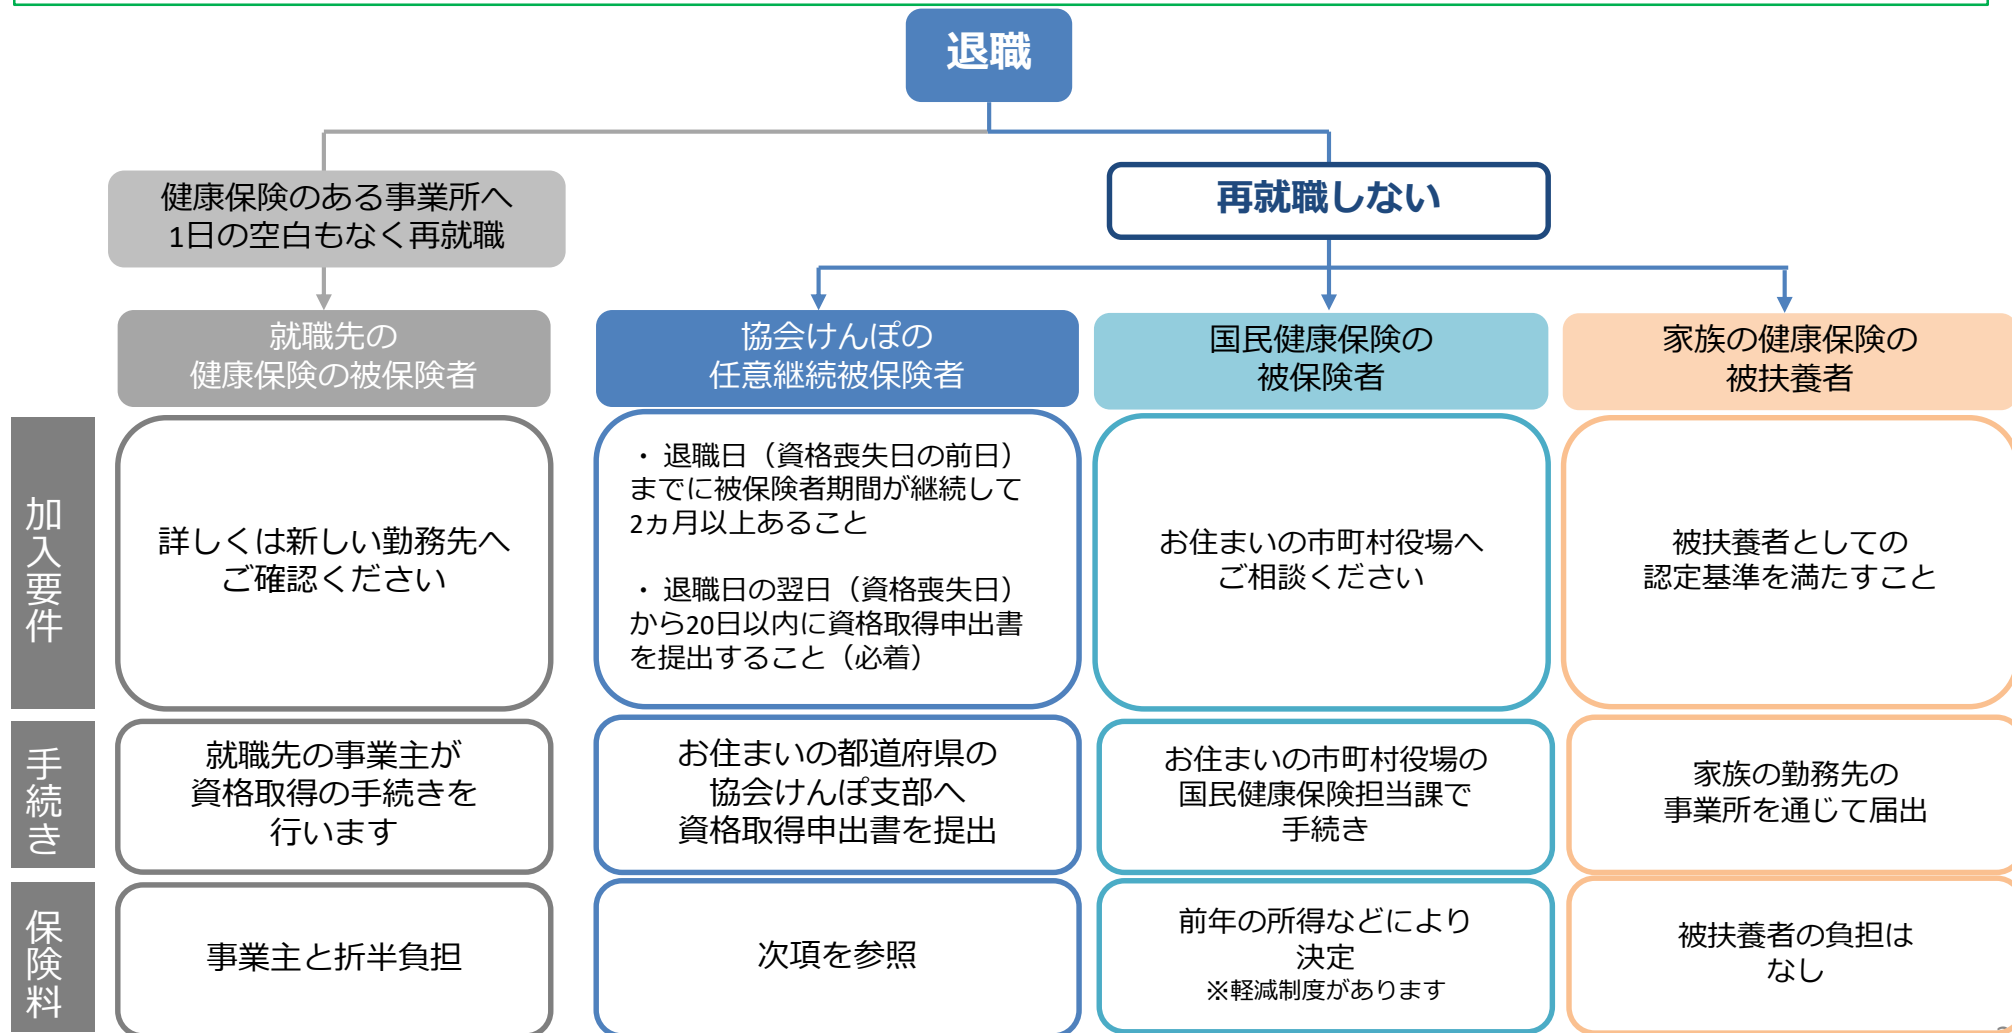 退職
健康保険のある事業所へ
1日の空白もなく再就職
再就職しない
就職先の
健康保険の被保険者
協会けんぽの
任意継続被保険者
国民健康保険の
被保険者
家族の健康保険の
被扶養者
加入要件
詳しくは新しい勤務先へ
ご確認ください
・ 退職日（資格喪失日の前日）
までに被保険者期間が継続して
2ヵ月以上あること
・ 退職日の翌日（資格喪失日）
から20日以内に資格取得申出書
を提出すること（必着）
お住まいの市町村役場へ
ご相談ください
被扶養者としての
認定基準を満たすこと
手続き
就職先の事業主が
資格取得の手続きを
行います
お住まいの都道府県の
協会けんぽ支部へ
資格取得申出書を提出
お住まいの市町村役場の
国民健康保険担当課で
手続き
家族の勤務先の
事業所を通じて届出
保険料
事業主と折半負担
次項を参照
前年の所得などにより
決定
※軽減制度があります
被扶養者の負担は
なし